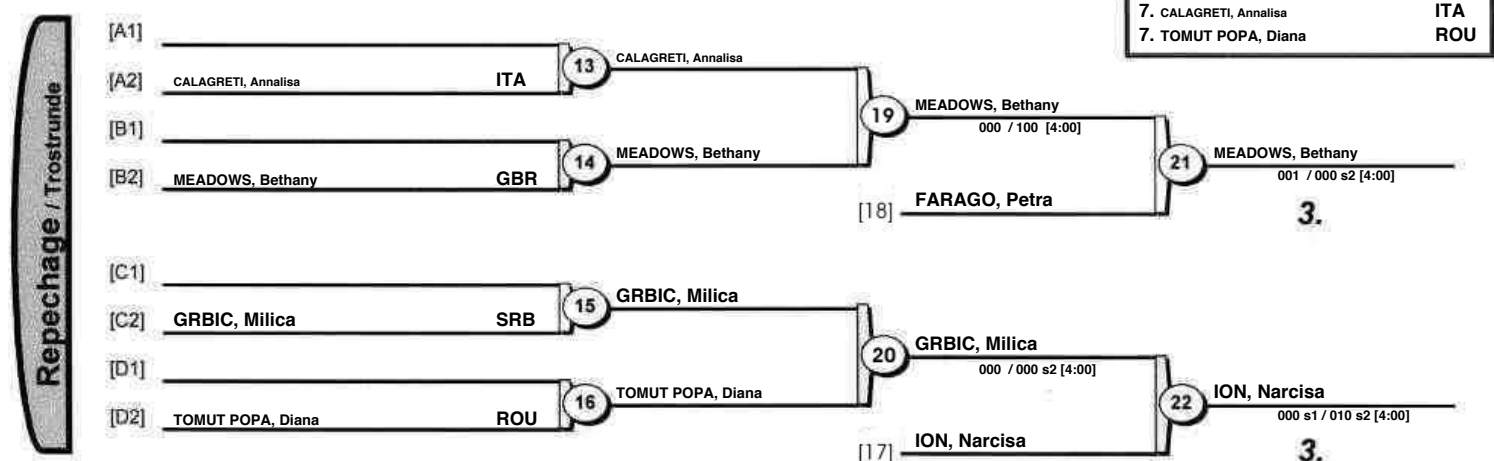 7. CALAGRETI, Annalisa ITA
7. TOMUT POPA, Diana ROU
Repechage / Trostrunde
[A1]
[A2] CALAGRETI, Annalisa ITA
13 CALAGRETI, Annalisa
[B1]
[B2] MEADOWS, Bethany GBR
14 MEADOWS, Bethany
19 MEADOWS, Bethany
000 / 100 [4:00]
[18] FARAGO, Petra
21 MEADOWS, Bethany
001 / 000 s2 [4:00]
3.
[C1]
[C2] GRBIC, Milica SRB
15 GRBIC, Milica
[D1]
[D2] TOMUT POPA, Diana ROU
16 TOMUT POPA, Diana
20 GRBIC, Milica
000 / 000 s2 [4:00]
[17] ION, Narcisa
22 ION, Narcisa
000 s1 / 010 s2 [4:00]
3.